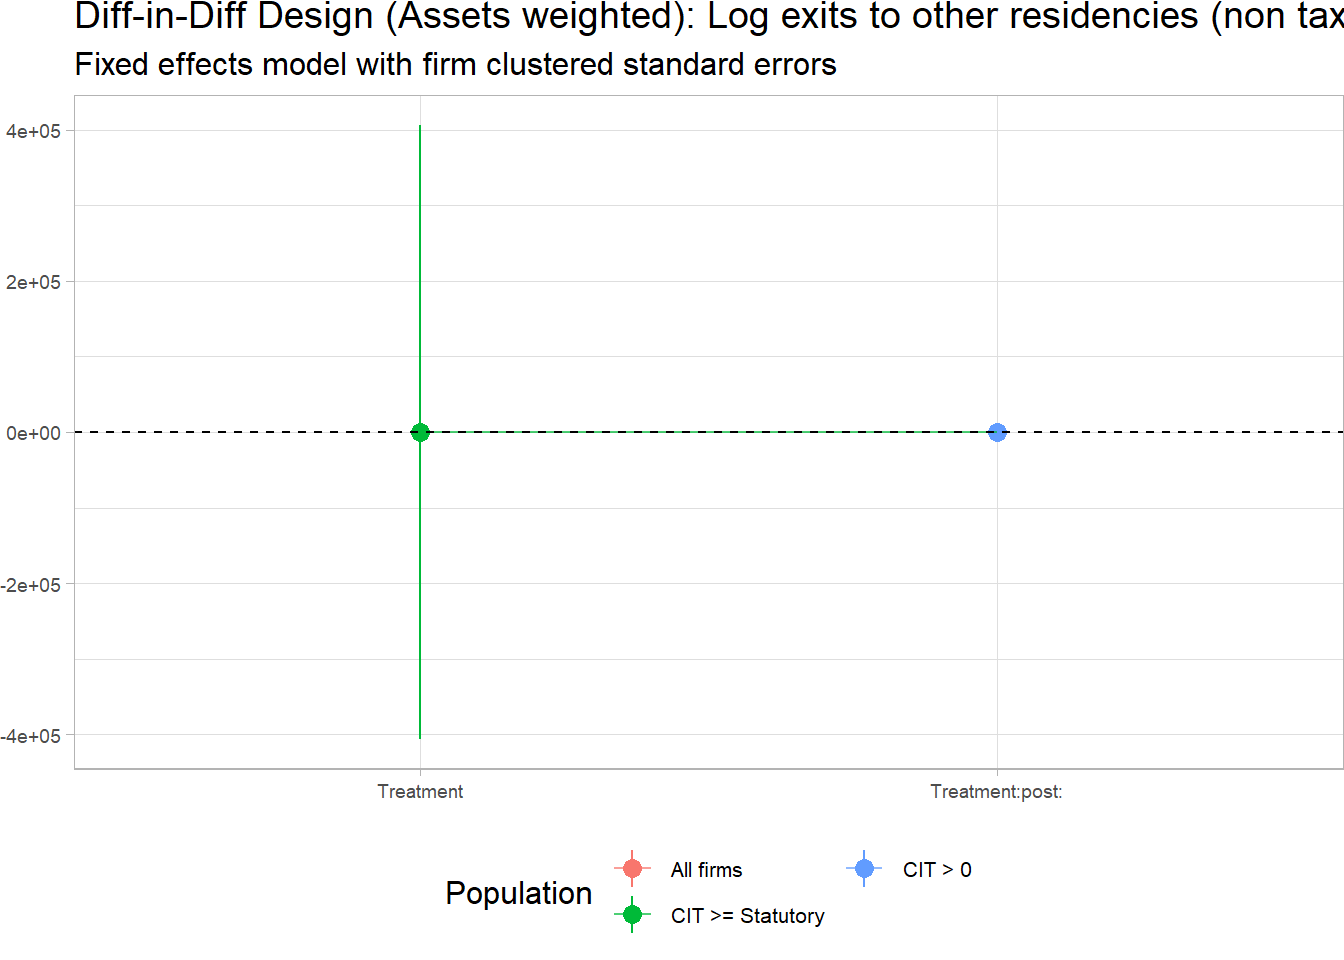 Diff-in-Diff Design (Assets weighted): Log exits to other residencies (non tax
Fixed effects model with firm clustered standard errors
4e+05
2e+05
0e+00
-2e+05
-4e+05
Treatment
Treatment:post:
Population
All firms
CIT >= Statutory
CIT > 0